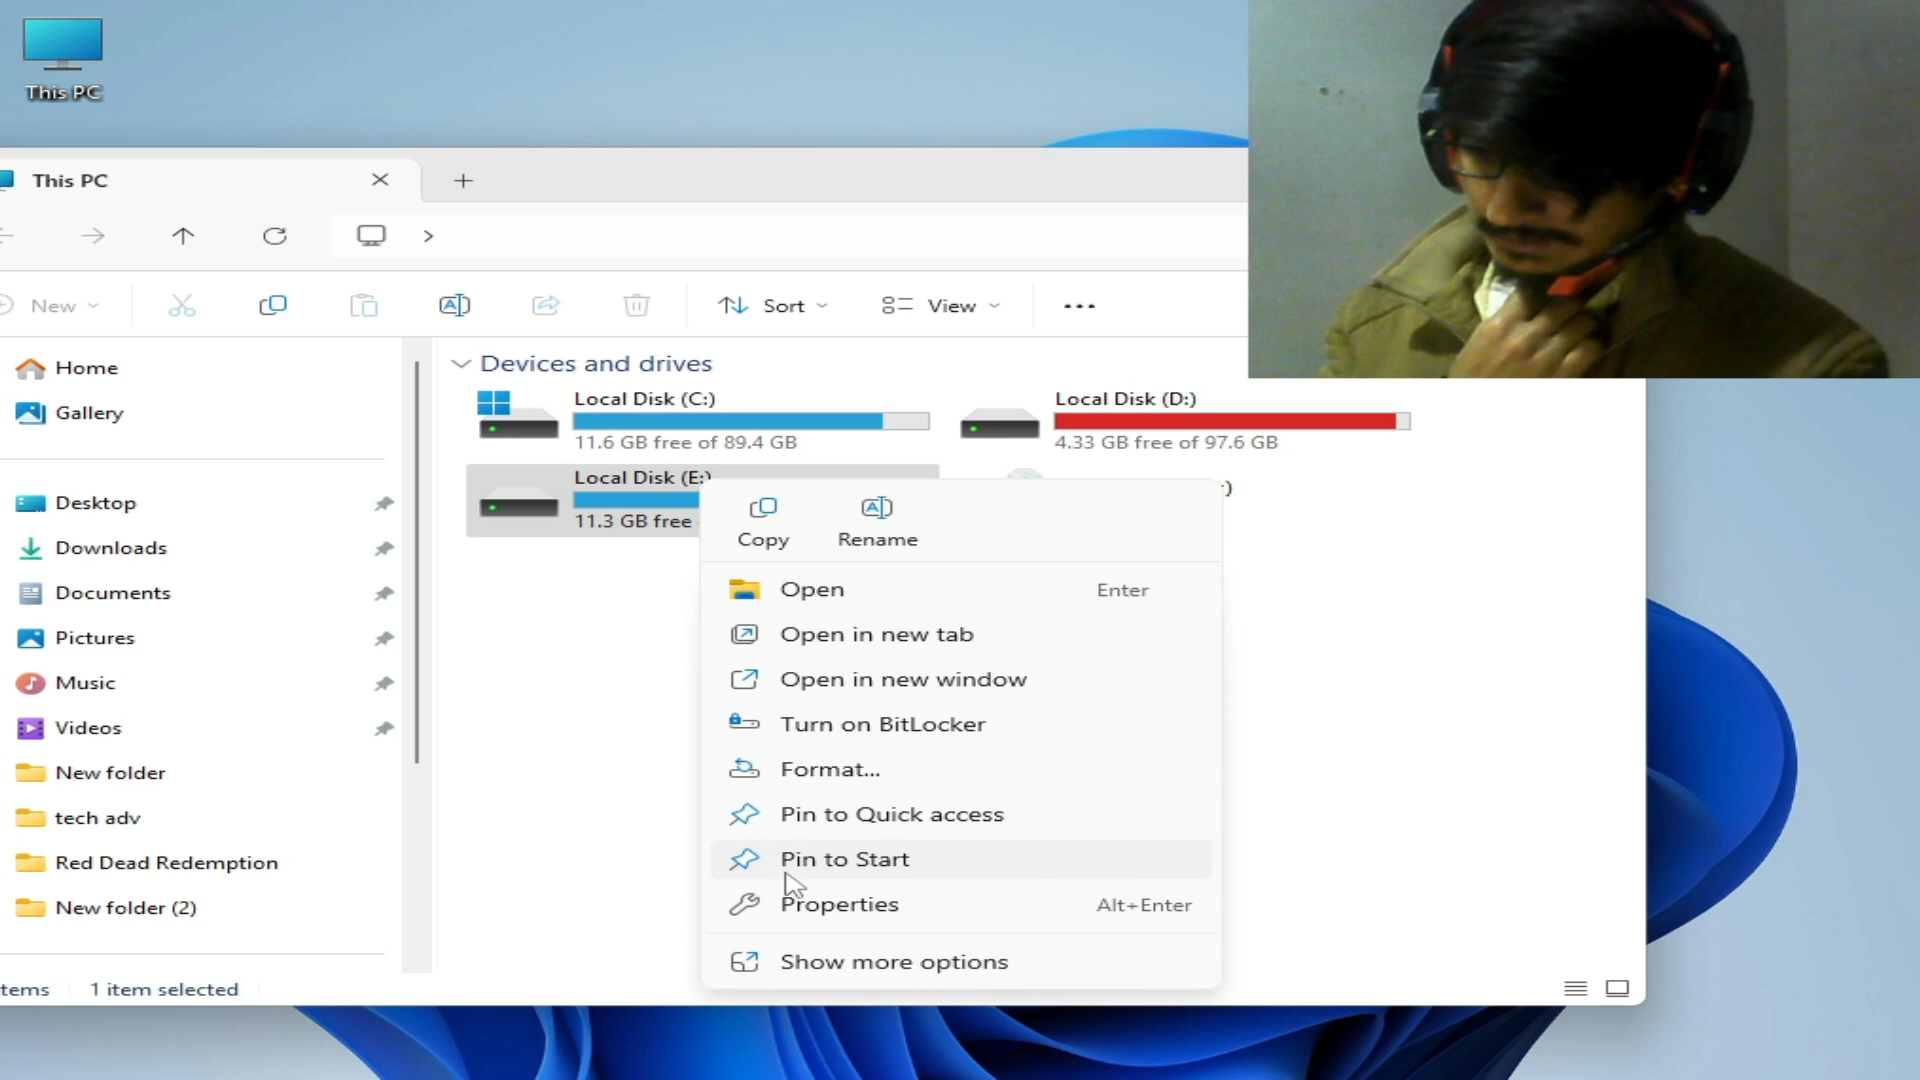 This PC
This PC
New
Sort
View
Home
Gallery
Desktop
Downloads
Documents
Pictures
Music
Videos
New folder
tech adv
Red Dead Redemption
New folder (2)
Devices and drives
Local Disk (C:)
11.6 GB free of 89.4 GB
Local Disk (D:)
4.33 GB free of 97.6 GB
Local Disk (E:)
11.3 GB free
)
Copy
Rename
Open Enter
Open in new tab
Open in new window
Turn on BitLocker
Format...
Pin to Quick access
Pin to Start
Properties Alt+Enter
Show more options
tems
1 item selected